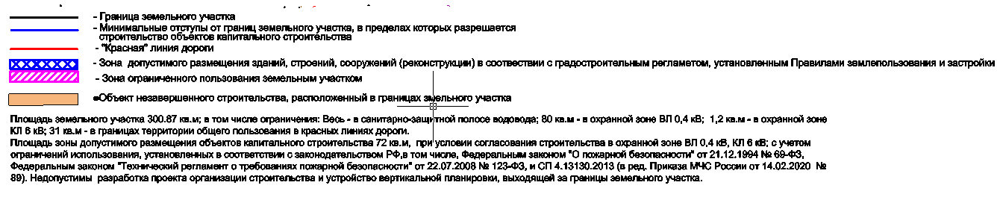 - Граница земельного участка
- Минимальные отступы от границ земельного участка, в пределах которых разрешается
строительство объектов капитального строительства
- "Красная" линия дороги
- Зона допустимого размещения зданий, строений, сооружений (реконструкции) в соотвествии с градостроительным регламетом, установленным Правилами землепользования и застройки
- Зона ограниченного пользования земельным участком
-Объект незавершенного строительства, расположенный в границах змельного участка
Площадь земельного участка 300.87 кв.м; в том числе ограничения: Весь - в санитарно-защитной полосе водовода; 80 кв.м - в охранной зоне ВЛ 0,4 кВ; 1,2 кв.м - в охранной зоне
КЛ 6 кВ; 31 кв.м - в границах территории общего пользования в красных линиях дороги.
Площадь зоны допустимого размещения объектов капитального строительства 72 кв.м, при условии согласования строительства в охранной зоне ВЛ 0,4 кВ, КЛ 6 кВ; с учетом
ограничений использования, установленных в соответствии с законодательством РФ,в том числе, Федеральным законом "О пожарной безопасности" от 21.12.1994 № 69-ФЗ,
Федеральным законом "Технический регламент о требованиях пожарной безопасности" от 22.07.2008 № 123-ФЗ, и СП 4.13130.2013 (в ред. Приказа МЧС России от 14.02.2020 №
89). Недопустимы разработка проекта организации строительства и устройство вертикальной планировки, выходящей за границы земельного участка.